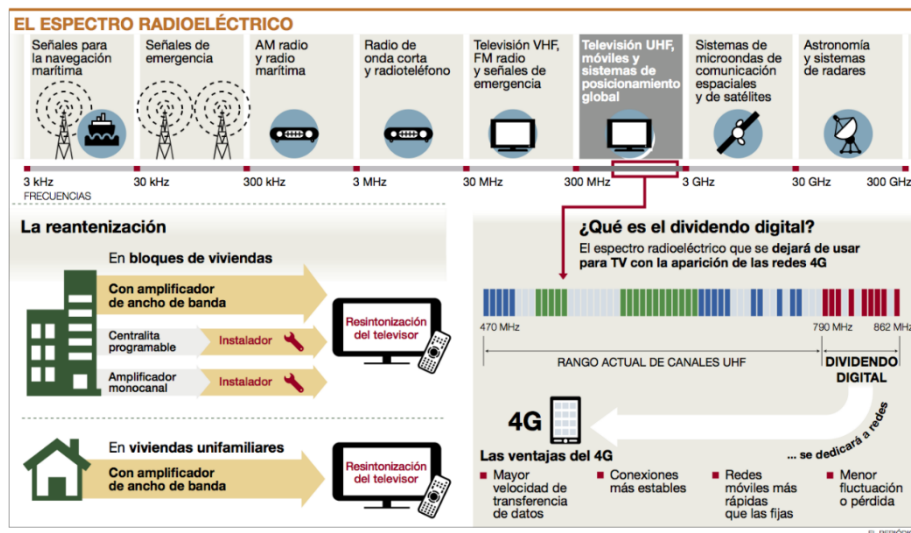 EL ESPECTRO RADIOELÉCTRICO
Señales para
la navegación
marítima
Señales de
emergencia
AM radio
y radio
marítima
Radio de
onda corta
y radioteléfono
Televisión VHF,
FM radio
y señales de
emergencia
Televisión UHF,
móviles y
sistemas de
posicionamiento
global
Sistemas de
microondas de
comunicación
espaciales
y de satélites
Astronomía
y sistemas
de radares
3 kHz
30 kHz
300 kHz
3 MHz
30 MHz
300 MHz
3 GHz
30 GHz
300 GHz
FRECUENCIAS
La reantenización
En bloques de viviendas
Con amplificador
de ancho de banda
Centralita
programable
Instalador
Amplificador
monocanal
Instalador
Resintonización
del televisor
En viviendas unifamiliares
Con amplificador
de ancho de banda
Resintonización
del televisor
¿Qué es el dividendo digital?
El espectro radioeléctrico que se dejará de usar
para TV con la aparición de las redes 4G
470 MHz
790 MHz
862 MHz
RANGO ACTUAL DE CANALES UHF
DIVIDENDO
DIGITAL
... se dedicará a redes
4G
Las ventajas del 4G
Mayor
velocidad de
transferencia
de datos
Conexiones
más estables
Redes
móviles más
rápidas
que las fijas
Menor
fluctuación
o pérdida